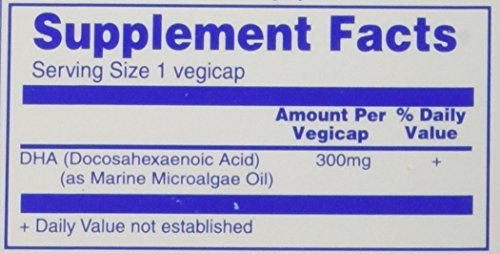 Supplement Facts
Serving Size 1 vegicap
Amount Per % Daily
Vegicap Value
DHA (Docosahexaenoic Acid) 300mg +
(as Marine Microalgae Oil)
+ Daily Value not established